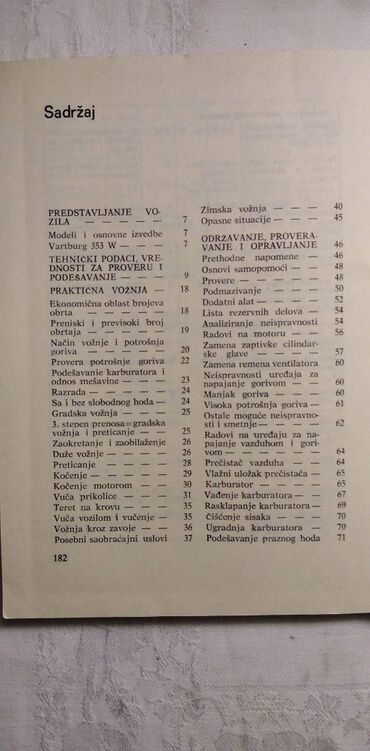 Sadržaj
PREDSTAVLJANJE VO-
ZILA — — — — — 7
Modeli i osnovne izvedbe 7
Vartburg 353 W — — — 7
TEHNIČKI PODACI, VRE-
DNOSTI ZA PROVERU I
PODEŠAVANJE — — — 9
PRAKTIČNA VOŽNJA — 18
Ekonomična oblast brojeva
obrta — — — — — 18
Preniski i previsoki broj
obrtaja — — — — — 19
Način vožnje i potrošnja
goriva — — — — — 20
Provera potrošnje goriva 22
Podešavanje karburatora i
odnos mešavine — — — 23
Razrada — — — — — 24
Sa i bez slobodnog hoda — 24
Gradska vožnja — — — 25
3. stepen prenosa=gradska
vožnja i preticanje — — 25
Zaokretanje i zaobilaženje 26
Duže vožnje — — — — 26
Preticanje — — — — 28
Kočenje — — — — — 29
Kočenje motorom — — 30
Vuča prikolice — — — 31
Teret na krovu — — — 35
Vuča vozilom i vučenje — 35
Vožnja kroz zavoje — — 36
Posebni saobraćajni uslovi 37
182
Zimska vožnja — — — 40
Opasne situacije — — — 45
ODRŽAVANJE, PROVERA-
VANJE I OPRAVLJANJE 46
Prethodne napomene — 46
Osnovi samopomoći — — 48
Provere — — — — — 48
Podmazivanje — — — — 50
Dodatni alat — — — — 52
Lista rezervnih delova — 54
Analiziranje neispravnosti 54
Radovi na motoru — — 56
Zamena zaptivke cilindar-
ske glave — — — — 57
Zamena remena ventilatora 60
Neispravnosti uređaja za
napajanje gorivom — — 60
Manjak goriva — — — 60
Visoka potrošnja goriva — 61
Ostale moguće neispravno-
sti i smetnje — — — — 62
Radovi na uređaju za na-
pajanje vazduhom i gori-
vom — — — — — — 64
Prečistač vazduha — — 64
Vlažni uložak prečistača — 65
Karburator — — — — 65
Vađenje karburatora — — 67
Rasklapanje karburatora — 69
Čišćenje sisaka — — — 70
Ugradnja karburatora — 70
Podešavanje praznog hoda 71